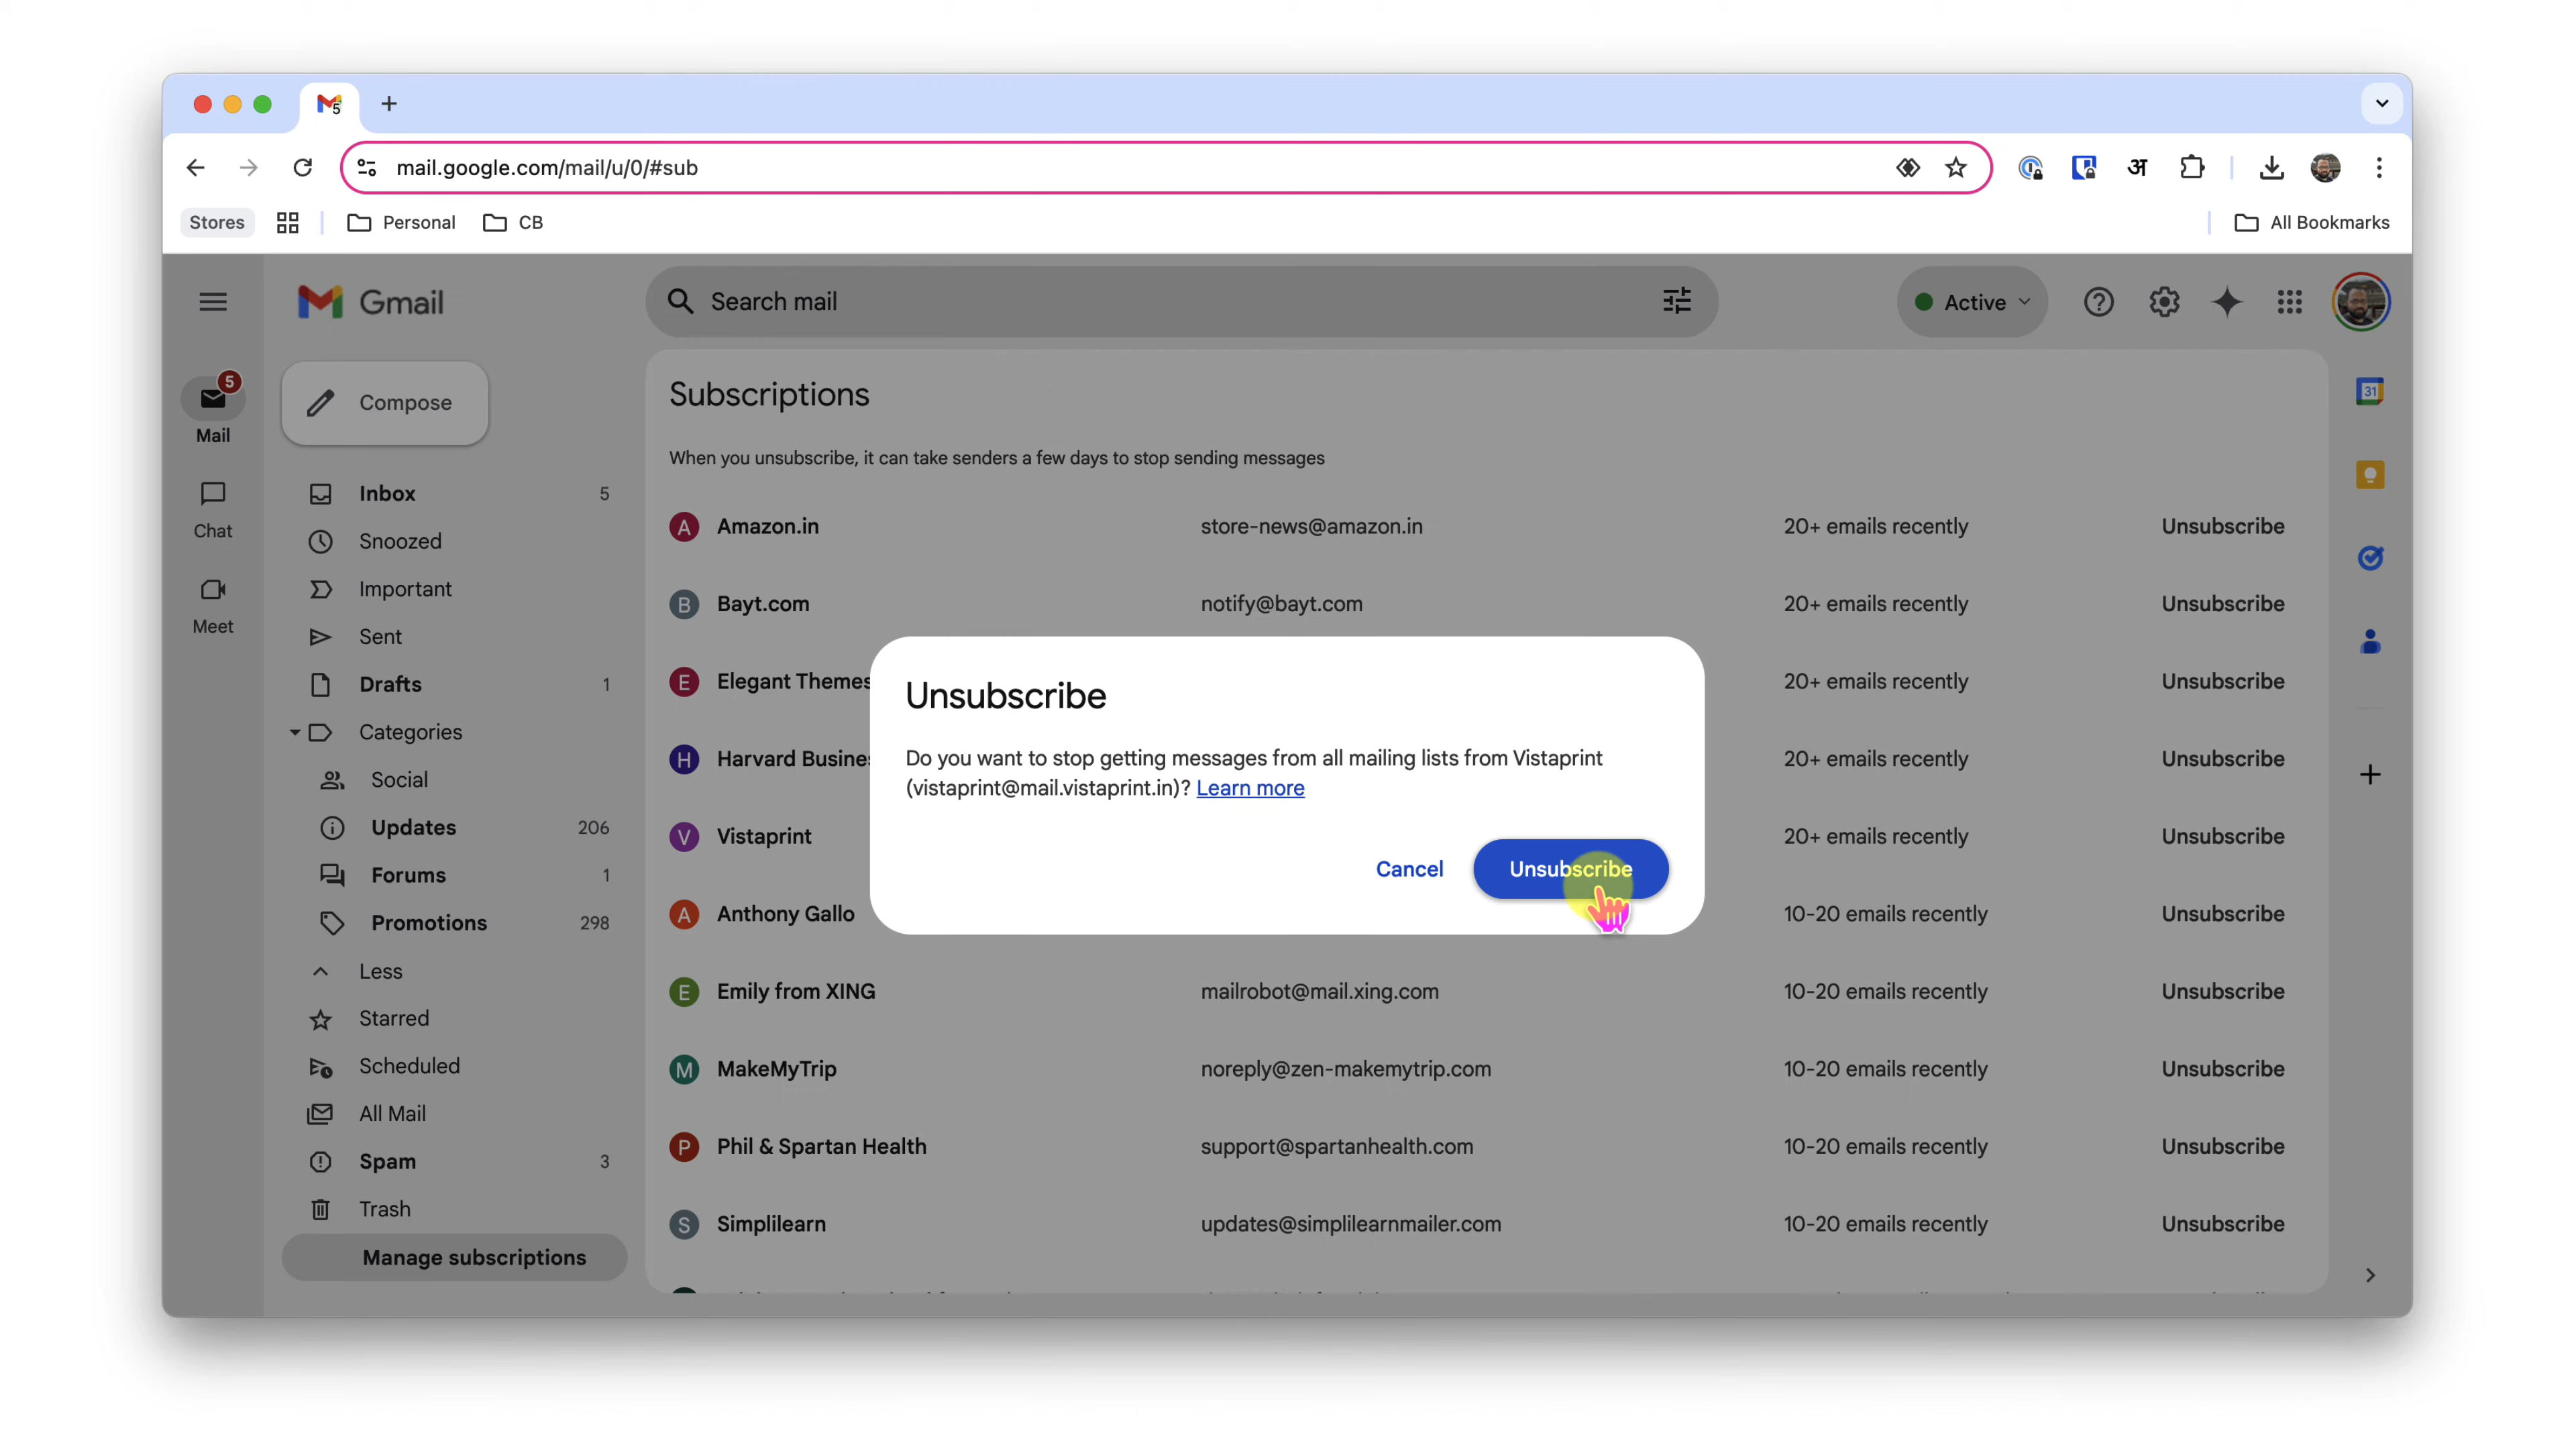 5
mail.google.com/mail/u/0/#sub
अ
Stores
Personal
CB
All Bookmarks
Gmail
Search mail
Active
5
Mail
Chat
Meet
Compose
Inbox 5
Snoozed
Important
Sent
Drafts 1
Categories
Social
Updates 206
Forums 1
Promotions 298
Less
Starred
Scheduled
All Mail
Spam 3
Trash
Manage subscriptions
Subscriptions
When you unsubscribe, it can take senders a few days to stop sending messages
A Amazon.in store-news@amazon.in 20+ emails recently Unsubscribe
B Bayt.com notify@bayt.com 20+ emails recently Unsubscribe
E Elegant Themes 20+ emails recently Unsubscribe
H Harvard Busines 20+ emails recently Unsubscribe
V Vistaprint 20+ emails recently Unsubscribe
A Anthony Gallo 10-20 emails recently Unsubscribe
E Emily from XING mailrobot@mail.xing.com 10-20 emails recently Unsubscribe
M MakeMyTrip noreply@zen-makemytrip.com 10-20 emails recently Unsubscribe
P Phil & Spartan Health support@spartanhealth.com 10-20 emails recently Unsubscribe
S Simplilearn updates@simplilearnmailer.com 10-20 emails recently Unsubscribe
Unsubscribe
Do you want to stop getting messages from all mailing lists from Vistaprint
(vistaprint@mail.vistaprint.in)? Learn more
Cancel
Unsubscribe
31